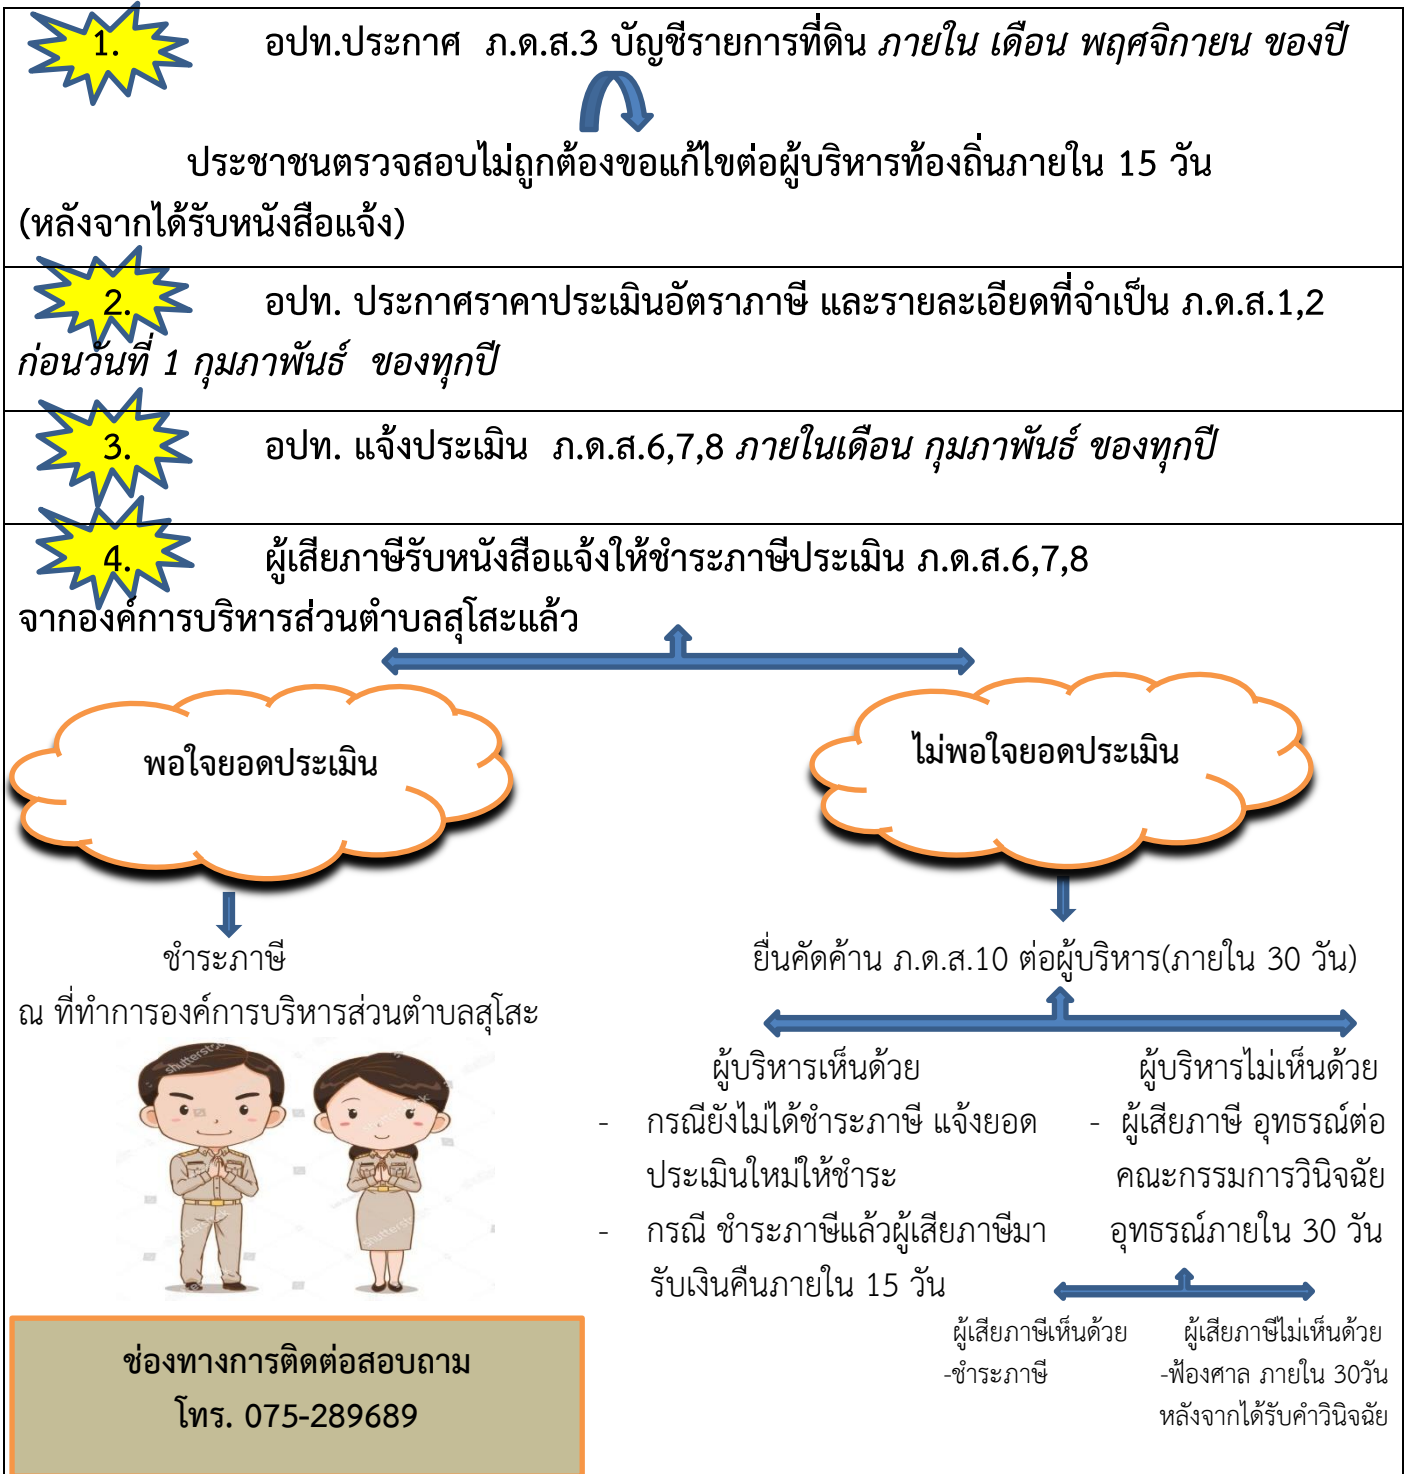 1. อปท.ประกาศ ภ.ด.ส.3 บัญชีรายการที่ดิน ภายใน เดือน พฤศจิกายน ของปี
ประชาชนตรวจสอบไม่ถูกต้องขอแก้ไขต่อผู้บริหารท้องถิ่นภายใน 15 วัน
(หลังจากได้รับหนังสือแจ้ง)
2. อปท. ประกาศราคาประเมินอัตราภาษี และรายละเอียดที่จำเป็น ภ.ด.ส.1,2
ก่อนวันที่ 1 กุมภาพันธ์ ของทุกปี
3. อปท. แจ้งประเมิน ภ.ด.ส.6,7,8 ภายในเดือน กุมภาพันธ์ ของทุกปี
4. ผู้เสียภาษีรับหนังสือแจ้งให้ชำระภาษีประเมิน ภ.ด.ส.6,7,8
จากองค์การบริหารส่วนตำบลสุโสะแล้ว
พอใจยอดประเมิน
ชำระภาษี
ณ ที่ทำการองค์การบริหารส่วนตำบลสุโสะ
shutterstock
shutterstock
shutterstock
ไม่พอใจยอดประเมิน
ยื่นคัดค้าน ภ.ด.ส.10 ต่อผู้บริหาร(ภายใน 30 วัน)
ผู้บริหารเห็นด้วย
- กรณียังไม่ได้ชำระภาษี แจ้งยอด
ประเมินใหม่ให้ชำระ
- กรณี ชำระภาษีแล้วผู้เสียภาษีมา
รับเงินคืนภายใน 15 วัน
ผู้บริหารไม่เห็นด้วย
- ผู้เสียภาษี อุทธรณ์ต่อ
คณะกรรมการวินิจฉัย
อุทธรณ์ภายใน 30 วัน
ผู้เสียภาษีเห็นด้วย
-ชำระภาษี
ผู้เสียภาษีไม่เห็นด้วย
-ฟ้องศาล ภายใน 30วัน
หลังจากได้รับคำวินิจฉัย
ช่องทางการติดต่อสอบถาม
โทร. 075-289689